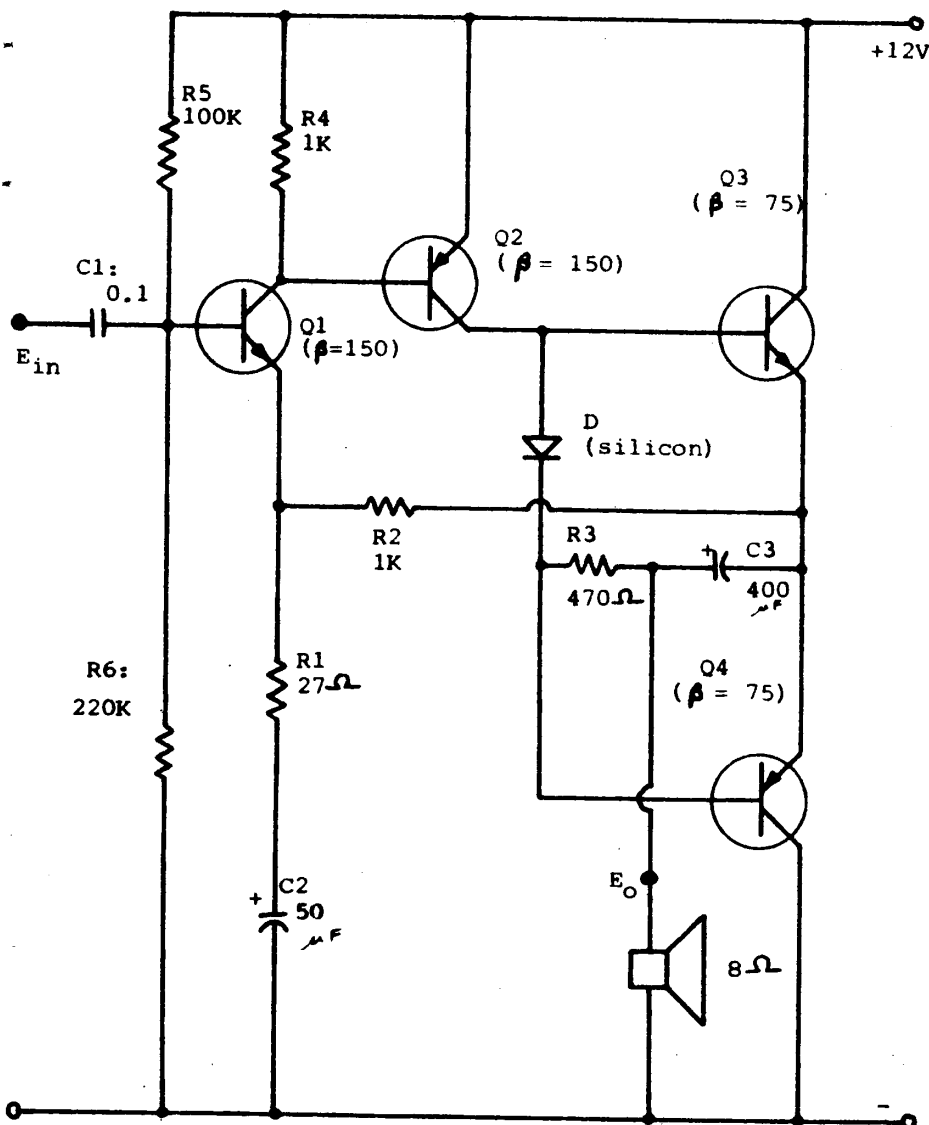 +12V
R5
100K
R4
1K
Q3
(β = 75)
Q2
(β = 150)
C1:
0.1
Q1
(β=150)
Ein
D
(silicon)
R2
1K
R3
470Ω
+
C3
400
μF
R1
27Ω
R6:
220K
Q4
(β = 75)
+
C2
50
μF
Eo
8Ω
-